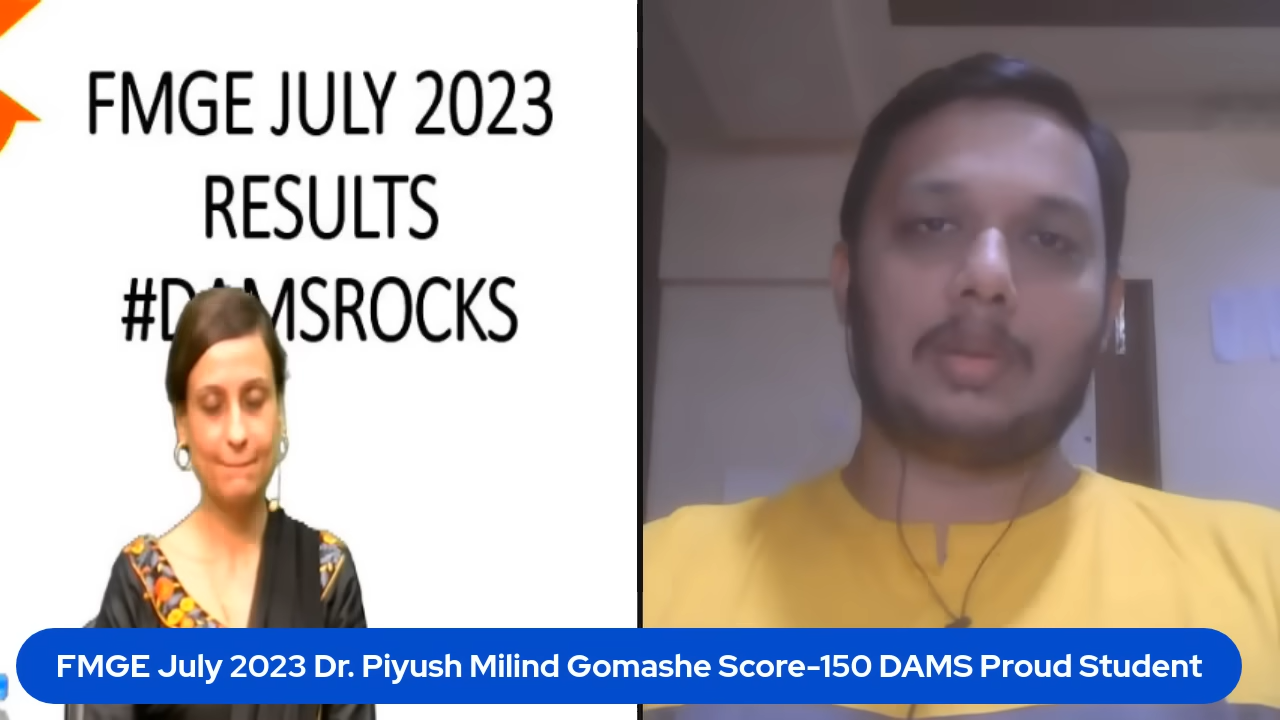 FMGE JULY 2023
RESULTS
#DAMSROCKS
FMGE July 2023 Dr. Piyush Milind Gomashe Score-150 DAMS Proud Student